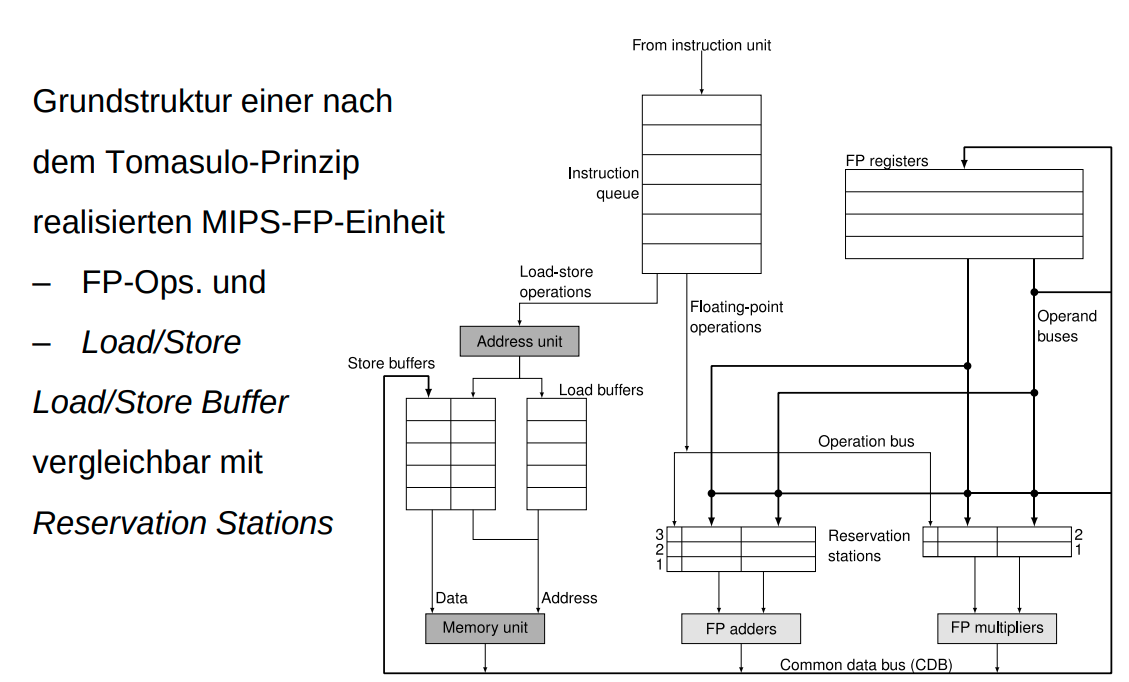 Grundstruktur einer nach
dem Tomasulo-Prinzip
realisierten MIPS-FP-Einheit
– FP-Ops. und
– Load/Store
Load/Store Buffer
vergleichbar mit
Reservation Stations
From instruction unit
Instruction
queue
FP registers
Load-store
operations
Floating-point
operations
Operand
buses
Address unit
Store buffers
Load buffers
Operation bus
3
2
1
Reservation
stations
2
1
Data
Address
Memory unit
FP adders
FP multipliers
Common data bus (CDB)